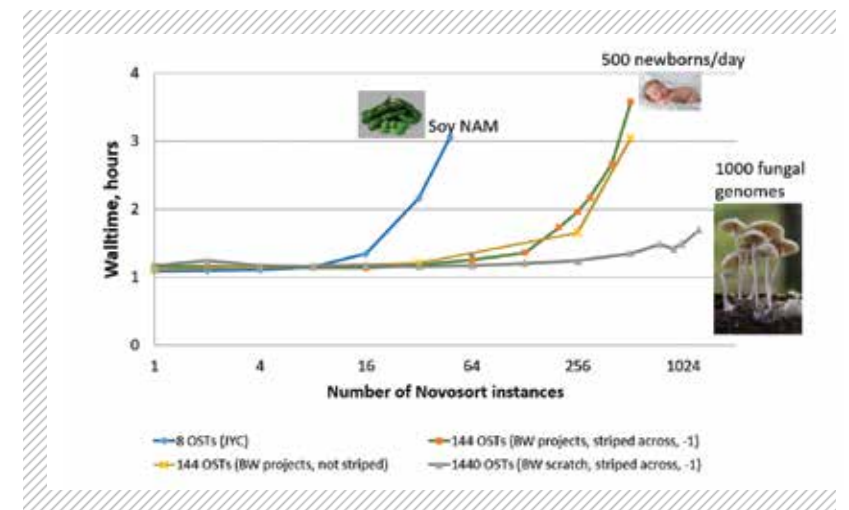 500 newborns/day
4
Soy NAM
3
1000 fungal
genomes
Walltime, hours
2
1
0
1
4
16
64
256
1024
Number of Novosort instances
8 OSTs (JYC)
144 OSTs (BW projects, striped across, -1)
144 OSTs (BW projects, not striped)
1440 OSTs (BW scratch, striped across, -1)